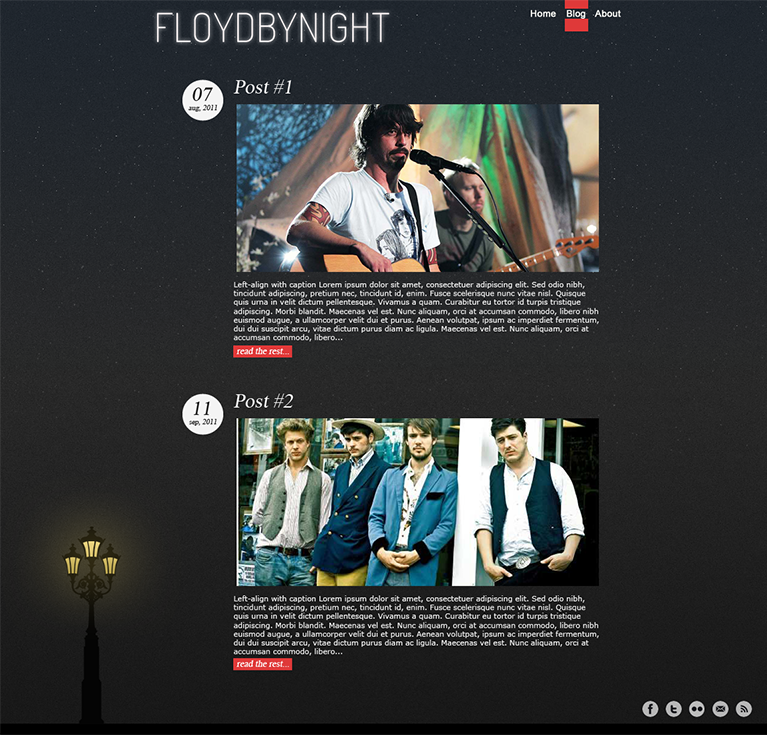 FLOYDBYNIGHT
Home Blog About
07
aug, 2011
Post #1
Left-align with caption Lorem ipsum dolor sit amet, consectetuer adipiscing elit. Sed odio nibh,
tincidunt adipiscing, pretium nec, tincidunt id, enim. Fusce scelerisque nunc vitae nisl. Quisque
quis urna in velit dictum pellentesque. Vivamus a quam. Curabitur eu tortor id turpis tristique
adipiscing. Morbi blandit. Maecenas vel est. Nunc aliquam, orci at accumsan commodo, libero nibh
euismod augue, a ullamcorper velit dui et purus. Aenean volutpat, ipsum ac imperdiet fermentum,
dui dui suscipit arcu, vitae dictum purus diam ac ligula. Maecenas vel est. Nunc aliquam, orci at
accumsan commodo, libero...
read the rest...
11
sep, 2011
Post #2
Left-align with caption Lorem ipsum dolor sit amet, consectetuer adipiscing elit. Sed odio nibh,
tincidunt adipiscing, pretium nec, tincidunt id, enim. Fusce scelerisque nunc vitae nisl. Quisque
quis urna in velit dictum pellentesque. Vivamus a quam. Curabitur eu tortor id turpis tristique
adipiscing. Morbi blandit. Maecenas vel est. Nunc aliquam, orci at accumsan commodo, libero nibh
euismod augue, a ullamcorper velit dui et purus. Aenean volutpat, ipsum ac imperdiet fermentum,
dui dui suscipit arcu, vitae dictum purus diam ac ligula. Maecenas vel est. Nunc aliquam, orci at
accumsan commodo, libero...
read the rest...